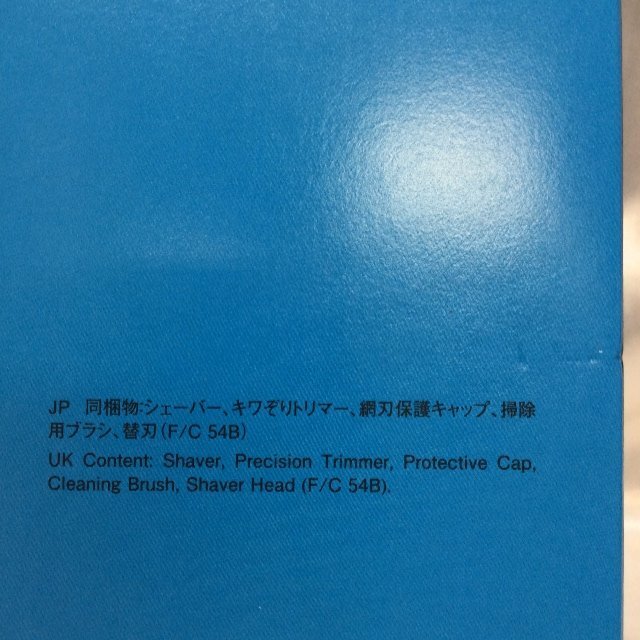 JP 同梱物:シェーバー、キワぞりトリマー、網刃保護キャップ、掃除
用ブラシ、替刃(F/C 54B)
UK Content: Shaver, Precision Trimmer, Protective Cap,
Cleaning Brush, Shaver Head (F/C 54B).